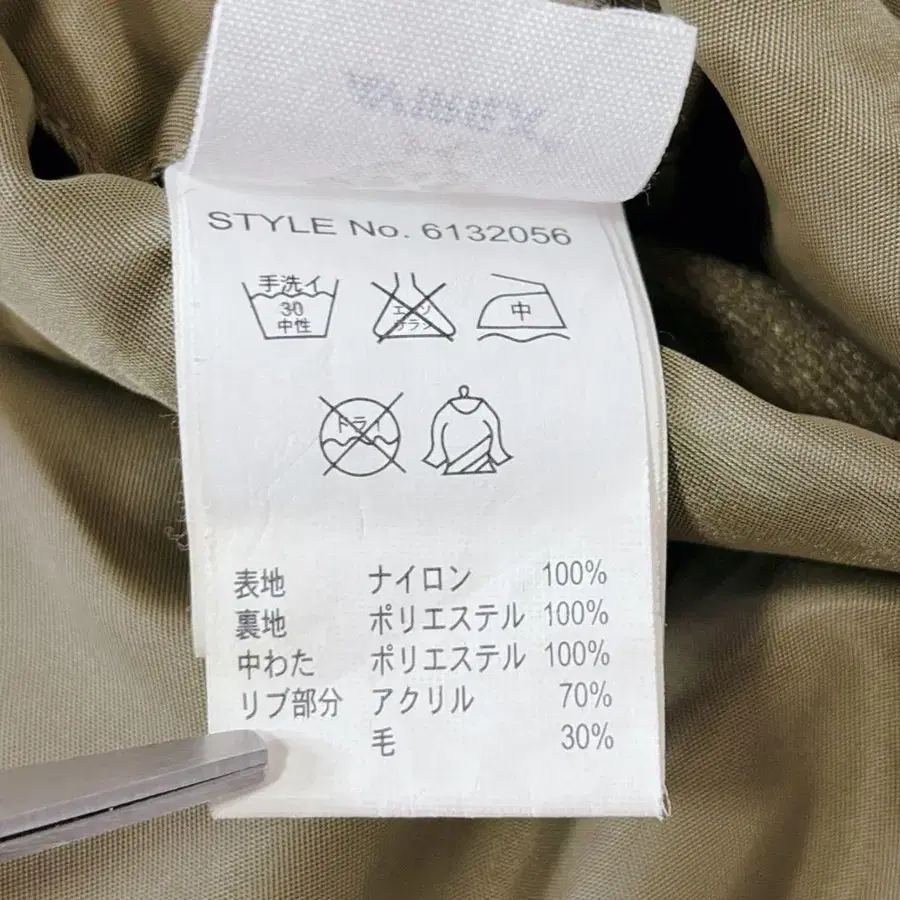 STYLE No. 6132056
手洗イ
30
中性
エンソ
サラシ
中
ドライ
表地 ナイロン 100%
裏地 ポリエステル 100%
中わた ポリエステル 100%
リブ部分 アクリル 70%
毛 30%